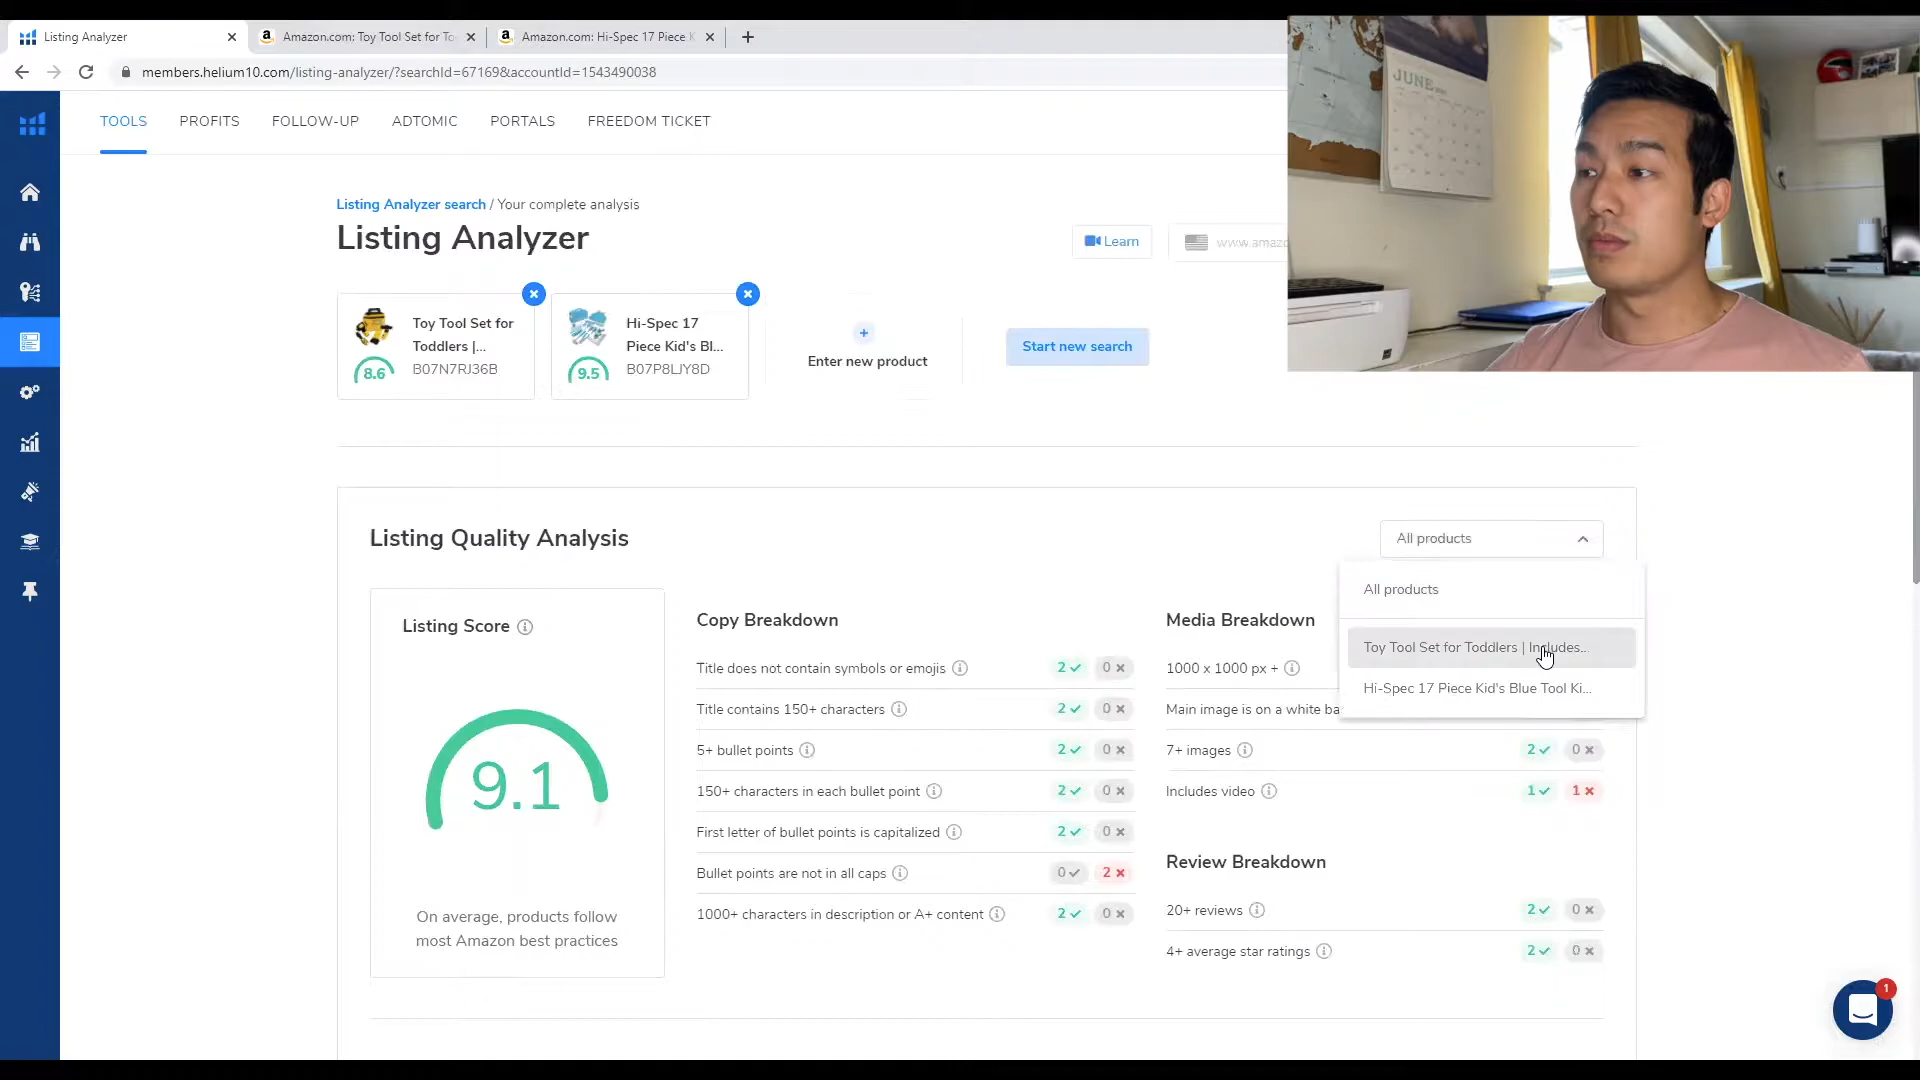 Listing Analyzer
Amazon.com: Toy Tool Set for To
Amazon.com: Hi-Spec 17 Piece K
members.helium10.com/listing-analyzer/?searchId=67169&accountId=1543490038
TOOLS
PROFITS
FOLLOW-UP
ADTOMIC
PORTALS
FREEDOM TICKET
JUNE
Listing Analyzer search / Your complete analysis
Listing Analyzer
Learn
www.amazo
Toy Tool Set for
Toddlers |...
B07N7RJ36B
8.6
Hi-Spec 17
Piece Kid's Bl...
B07P8LJY8D
9.5
+
Enter new product
Start new search
Listing Quality Analysis
All products
All products
Toy Tool Set for Toddlers | Includes...
Hi-Spec 17 Piece Kid's Blue Tool Ki...
Listing Score
9.1
On average, products follow
most Amazon best practices
Copy Breakdown
Title does not contain symbols or emojis 2 0
Title contains 150+ characters 2 0
5+ bullet points 2 0
150+ characters in each bullet point 2 0
First letter of bullet points is capitalized 2 0
Bullet points are not in all caps 0 2
1000+ characters in description or A+ content 2 0
Media Breakdown
1000 x 1000 px +
Main image is on a white ba
7+ images 2 0
Includes video 1 1
Review Breakdown
20+ reviews 2 0
4+ average star ratings 2 0
1